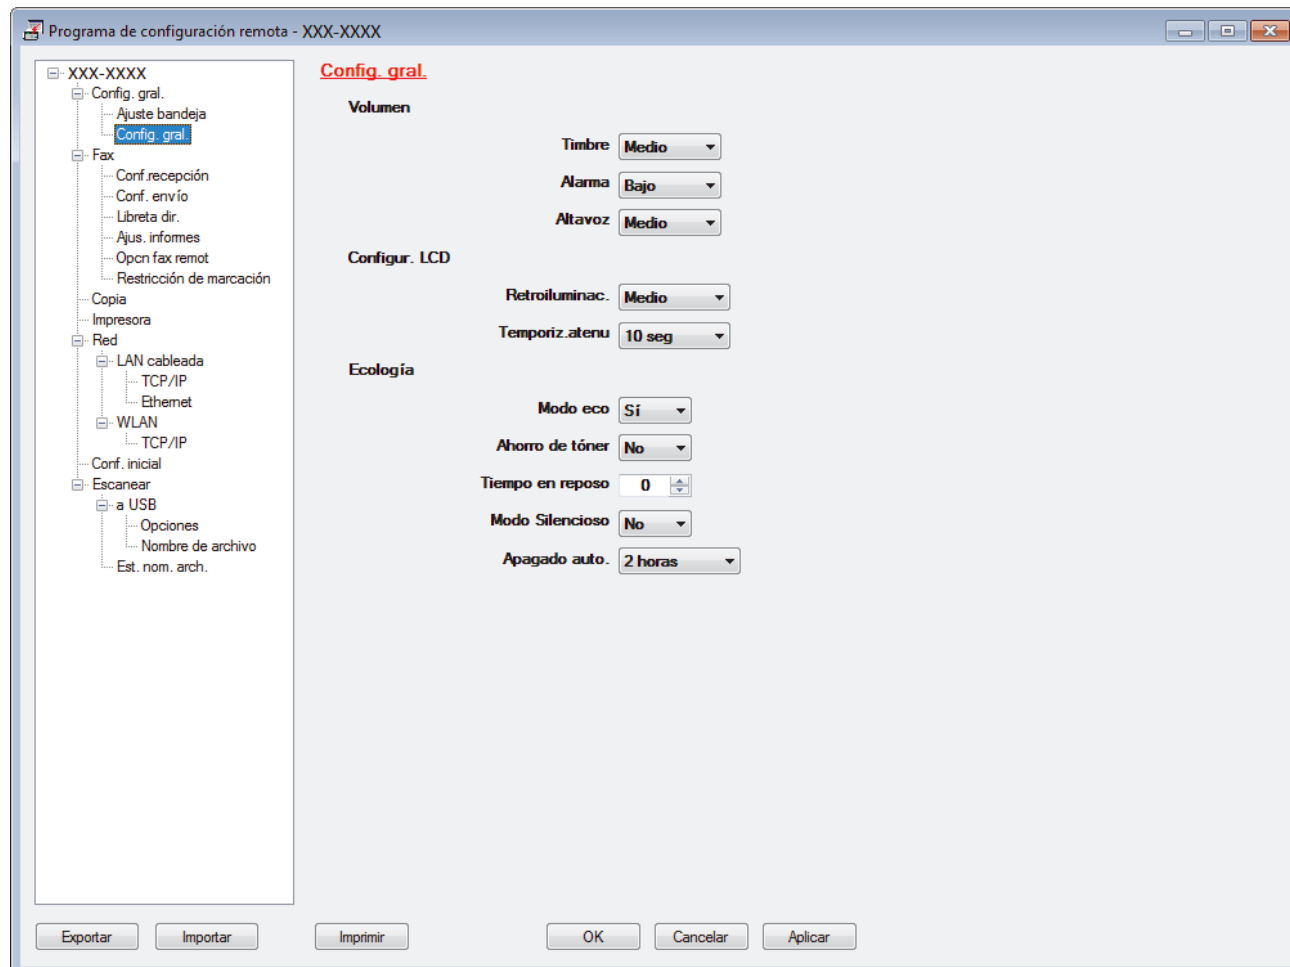 Programa de configuración remota - XXX-XXXX
XXX-XXXX
Config. gral.
Ajuste bandeja
Config. gral.
Fax
Conf.recepción
Conf. envío
Libreta dir.
Ajus. informes
Opcn fax remot
Restricción de marcación
Copia
Impresora
Red
LAN cableada
TCP/IP
Ethernet
WLAN
TCP/IP
Conf. inicial
Escanear
a USB
Opciones
Nombre de archivo
Est. nom. arch.
Config. gral.
Volumen
Timbre Medio
Alarma Bajo
Altavoz Medio
Configur. LCD
Retroiluminac. Medio
Temporiz.atenu 10 seg
Ecología
Modo eco Sí
Ahorro de tóner No
Tiempo en reposo 0
Modo Silencioso No
Apagado auto. 2 horas
Exportar Importar Imprimir OK Cancelar Aplicar